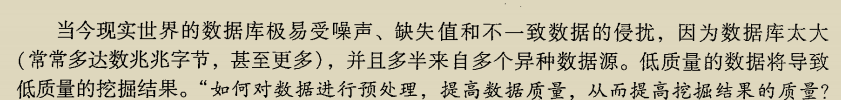 当今现实世界的数据库极易受噪声、缺失值和不一致数据的侵扰，因为数据库太大
（常常多达数兆兆字节，甚至更多），并且多半来自多个异种数据源。低质量的数据将导致
低质量的挖掘结果。“如何对数据进行预处理，提高数据质量，从而提高挖掘结果的质量？